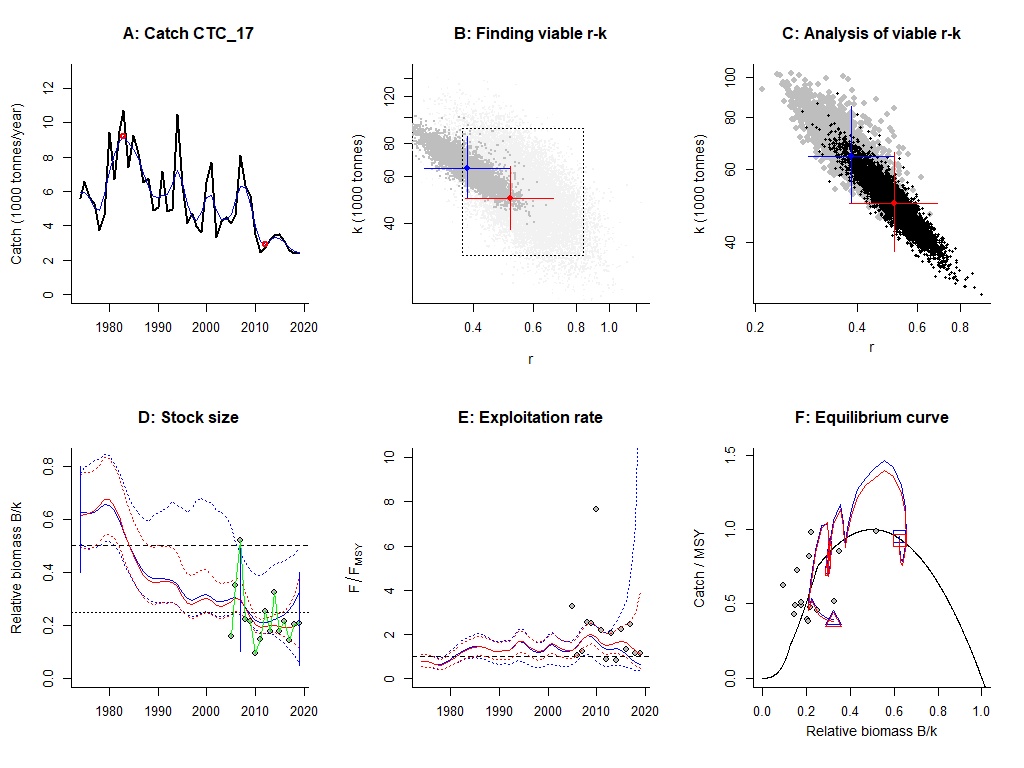 A: Catch CTC_17
B: Finding viable r-k
C: Analysis of viable r-k
Catch (1000 tonnes/year)
0 2 4 6 8 10 12
1980 1990 2000 2010 2020
k (1000 tonnes)
40 60 80 120
0.4 0.6 0.8 1.0
r
k (1000 tonnes)
40 60 80 100
0.2 0.4 0.6 0.8
r
D: Stock size
E: Exploitation rate
F: Equilibrium curve
Relative biomass B/k
0.0 0.2 0.4 0.6 0.8
1980 1990 2000 2010 2020
F / FMSY
0 2 4 6 8 10
1980 1990 2000 2010 2020
Catch / MSY
0.0 0.5 1.0 1.5
0.0 0.2 0.4 0.6 0.8 1.0
Relative biomass B/k